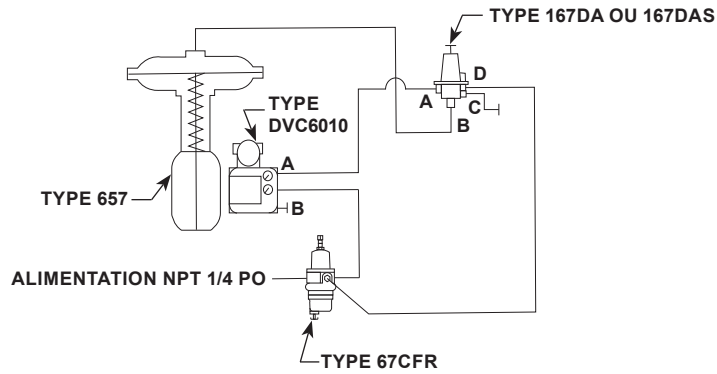 TYPE 167DA OU 167DAS
D
A
C
B
TYPE
DVC6010
A
TYPE 657
B
ALIMENTATION NPT 1/4 PO
TYPE 67CFR